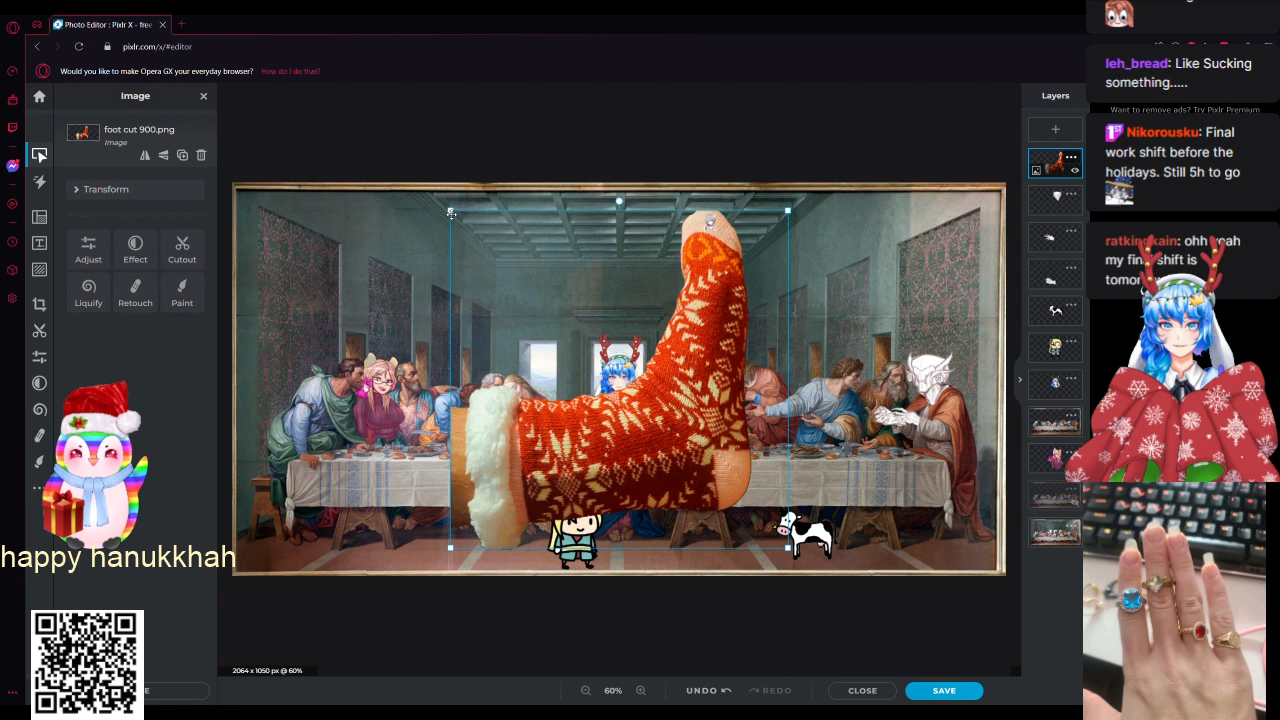 Photo Editor : Pixlr X - free
pixlr.com/x/#editor
Would you like to make Opera GX your everyday browser? How do I do that?
Image
foot cut 900.png
Image
Transform
Adjust
Effect
Cutout
Liquify
Retouch
Paint
happy hanukkhah
2064 x 1050 px @ 60%
60%
UNDO
REDO
CLOSE
SAVE
Layers
leh_bread: Like Sucking
something.....
Want to remove ads? Try Pixlr Premium
1ST Nikorousku: Final
work shift before the
holidays. Still 5h to go
ratkingkain: ohh yeah
my final shift is